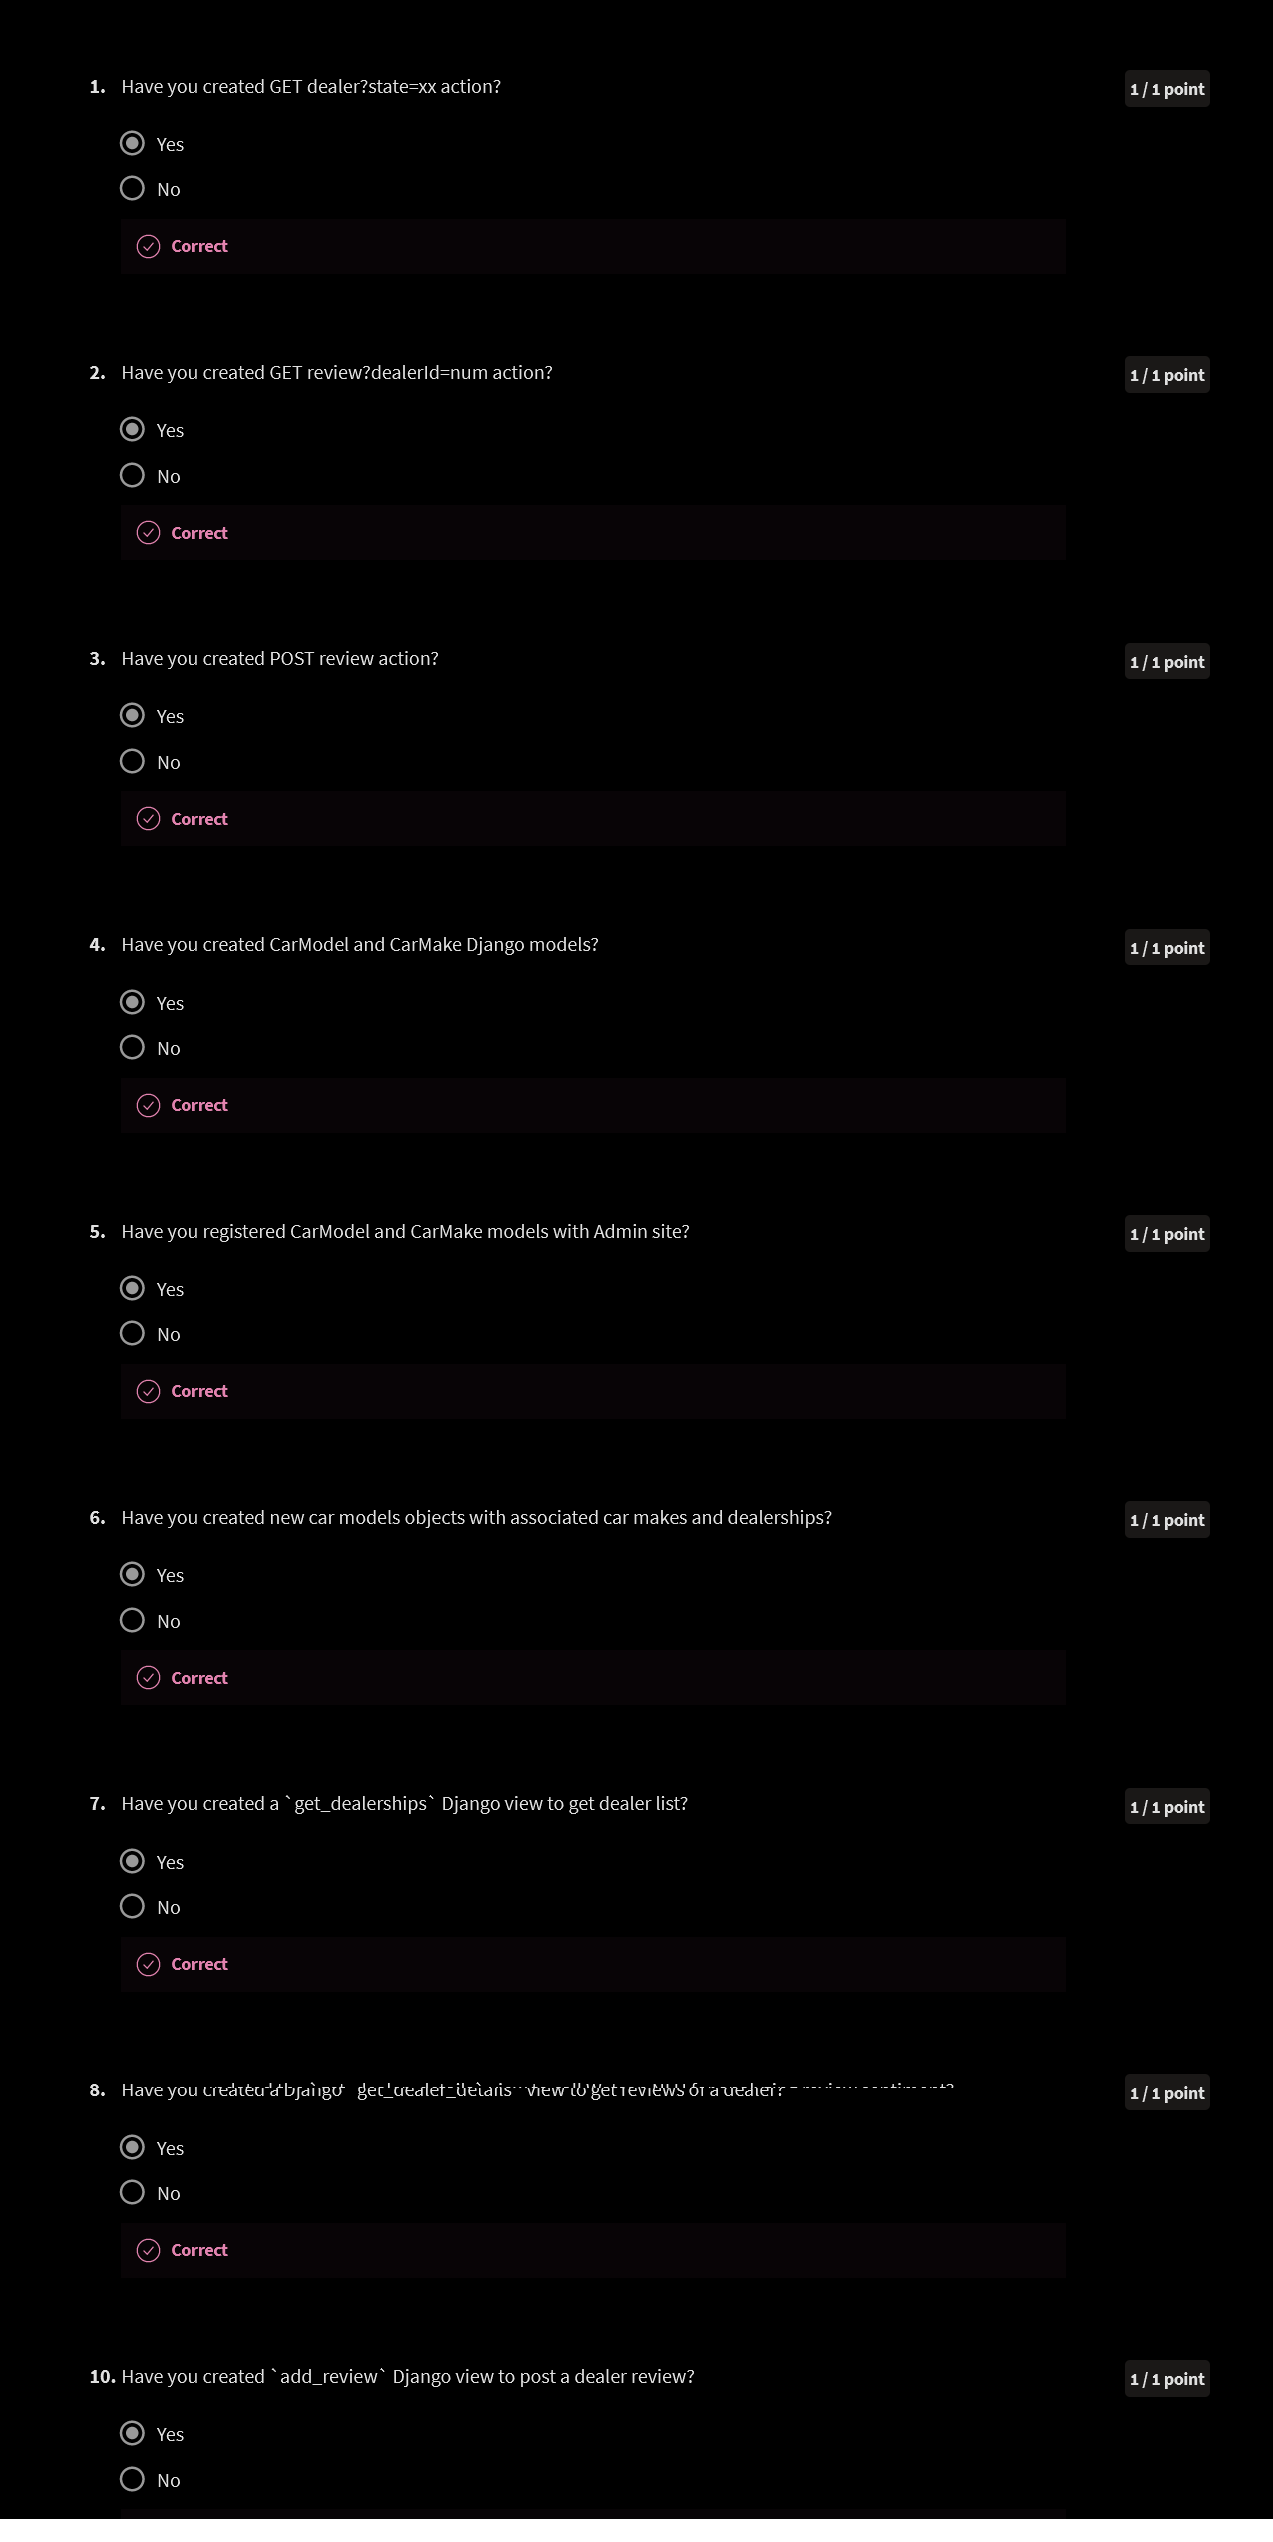 1. Have you created GET dealer?state=xx action?
1 / 1 point
Yes
No
Correct
2. Have you created GET review?dealerId=num action?
1 / 1 point
Yes
No
Correct
3. Have you created POST review action?
1 / 1 point
Yes
No
Correct
4. Have you created CarModel and CarMake Django models?
1 / 1 point
Yes
No
Correct
5. Have you registered CarModel and CarMake models with Admin site?
1 / 1 point
Yes
No
Correct
6. Have you created new car models objects with associated car makes and dealerships?
1 / 1 point
Yes
No
Correct
7. Have you created a `get_dealerships` Django view to get dealer list?
1 / 1 point
Yes
No
Correct
8. Have you created a Django get_dealer_details view to get reviews of a dealer?
1 / 1 point
Yes
No
Correct
10. Have you created `add_review` Django view to post a dealer review?
1 / 1 point
Yes
No